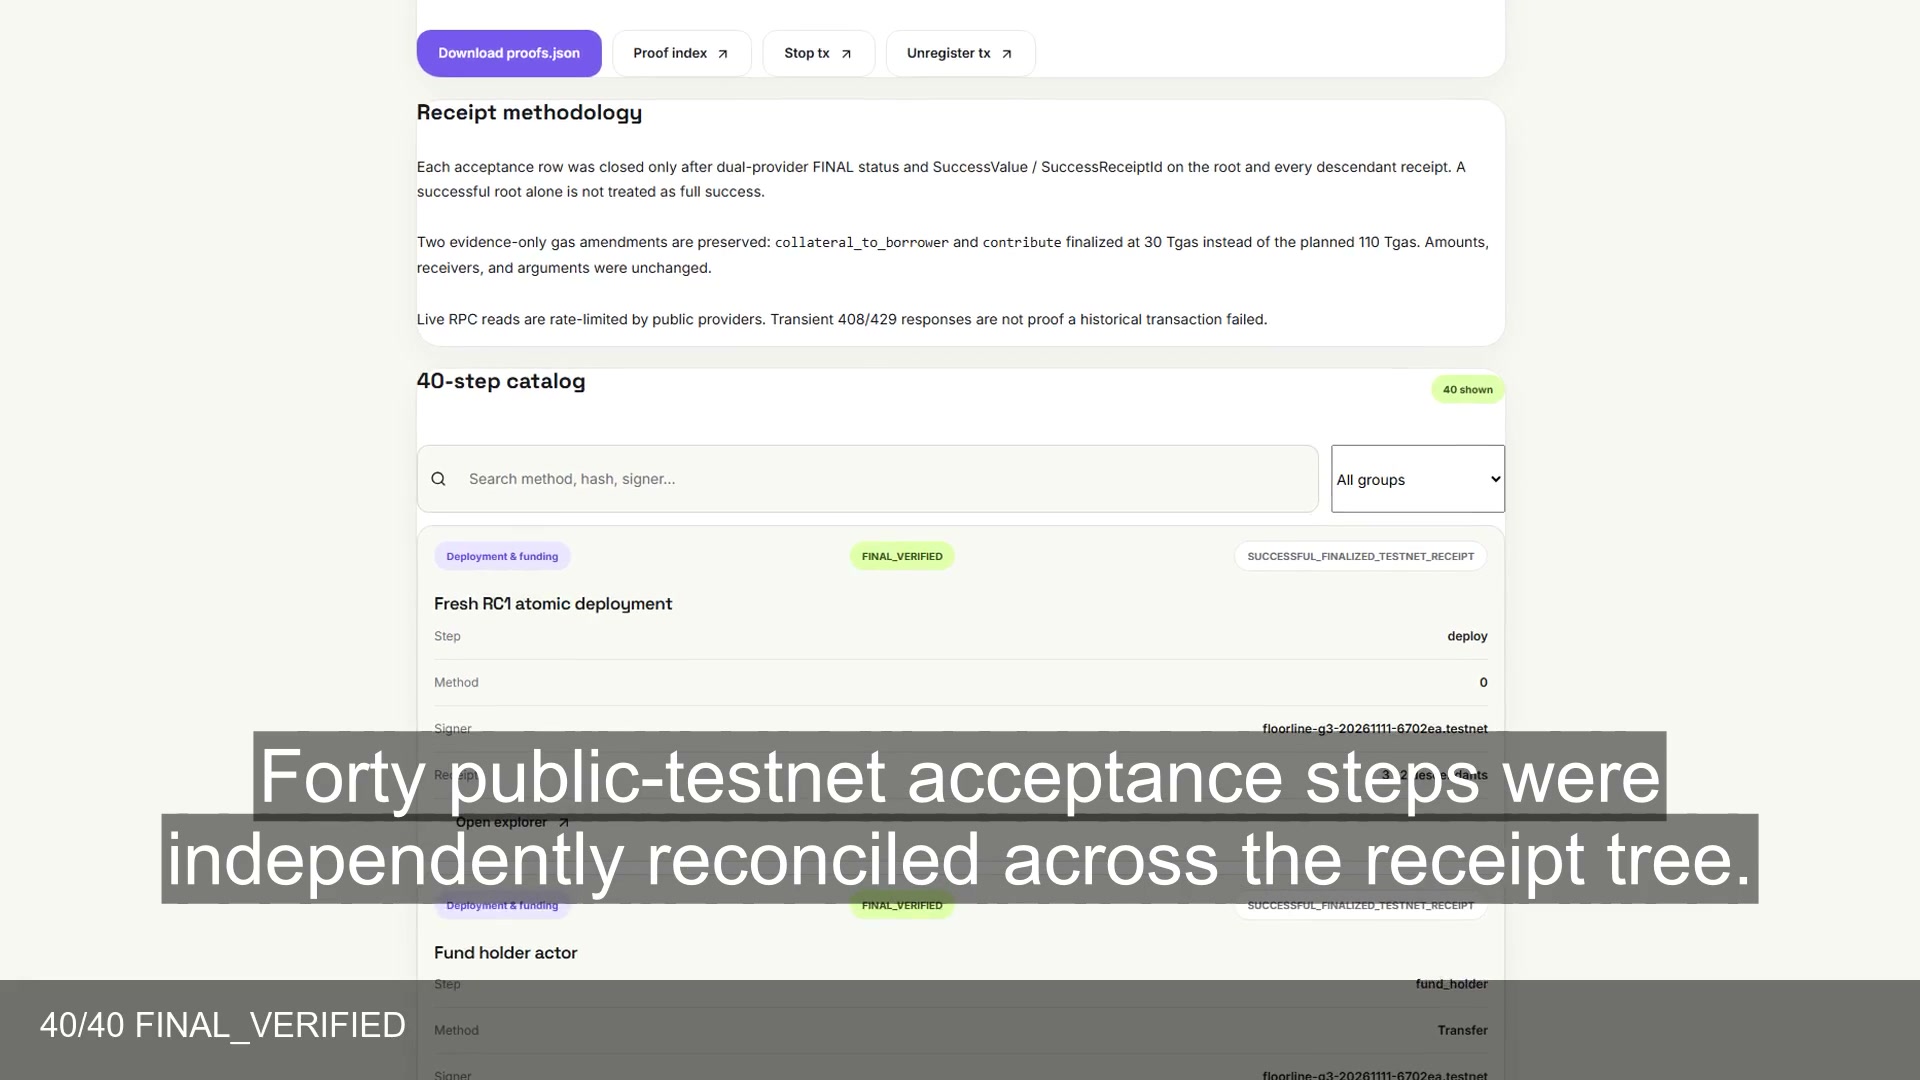 Download proofs.json
Proof index
Stop tx
Unregister tx
Receipt methodology
Each acceptance row was closed only after dual-provider FINAL status and SuccessValue / SuccessReceiptId on the root and every descendant receipt. A
successful root alone is not treated as full success.
Two evidence-only gas amendments are preserved: collateral_to_borrower and contribute finalized at 30 Tgas instead of the planned 110 Tgas. Amounts,
receivers, and arguments were unchanged.
Live RPC reads are rate-limited by public providers. Transient 408/429 responses are not proof a historical transaction failed.
40-step catalog
40 shown
Search method, hash, signer...
All groups
Deployment & funding
FINAL_VERIFIED
SUCCESSFUL_FINALIZED_TESTNET_RECEIPT
Fresh RC1 atomic deployment
Step
deploy
Method
0
Signer
floorline-g3-20261111-6702ea.testnet
Forty public-testnet acceptance steps were
Open explorer
independently reconciled across the receipt tree.
Deployment & funding
FINAL_VERIFIED
SUCCESSFUL_FINALIZED_TESTNET_RECEIPT
Fund holder actor
Step
fund_holder
40/40 FINAL_VERIFIED
Method
Transfer
Signer
floorline-g3-20261111-6702ea.testnet